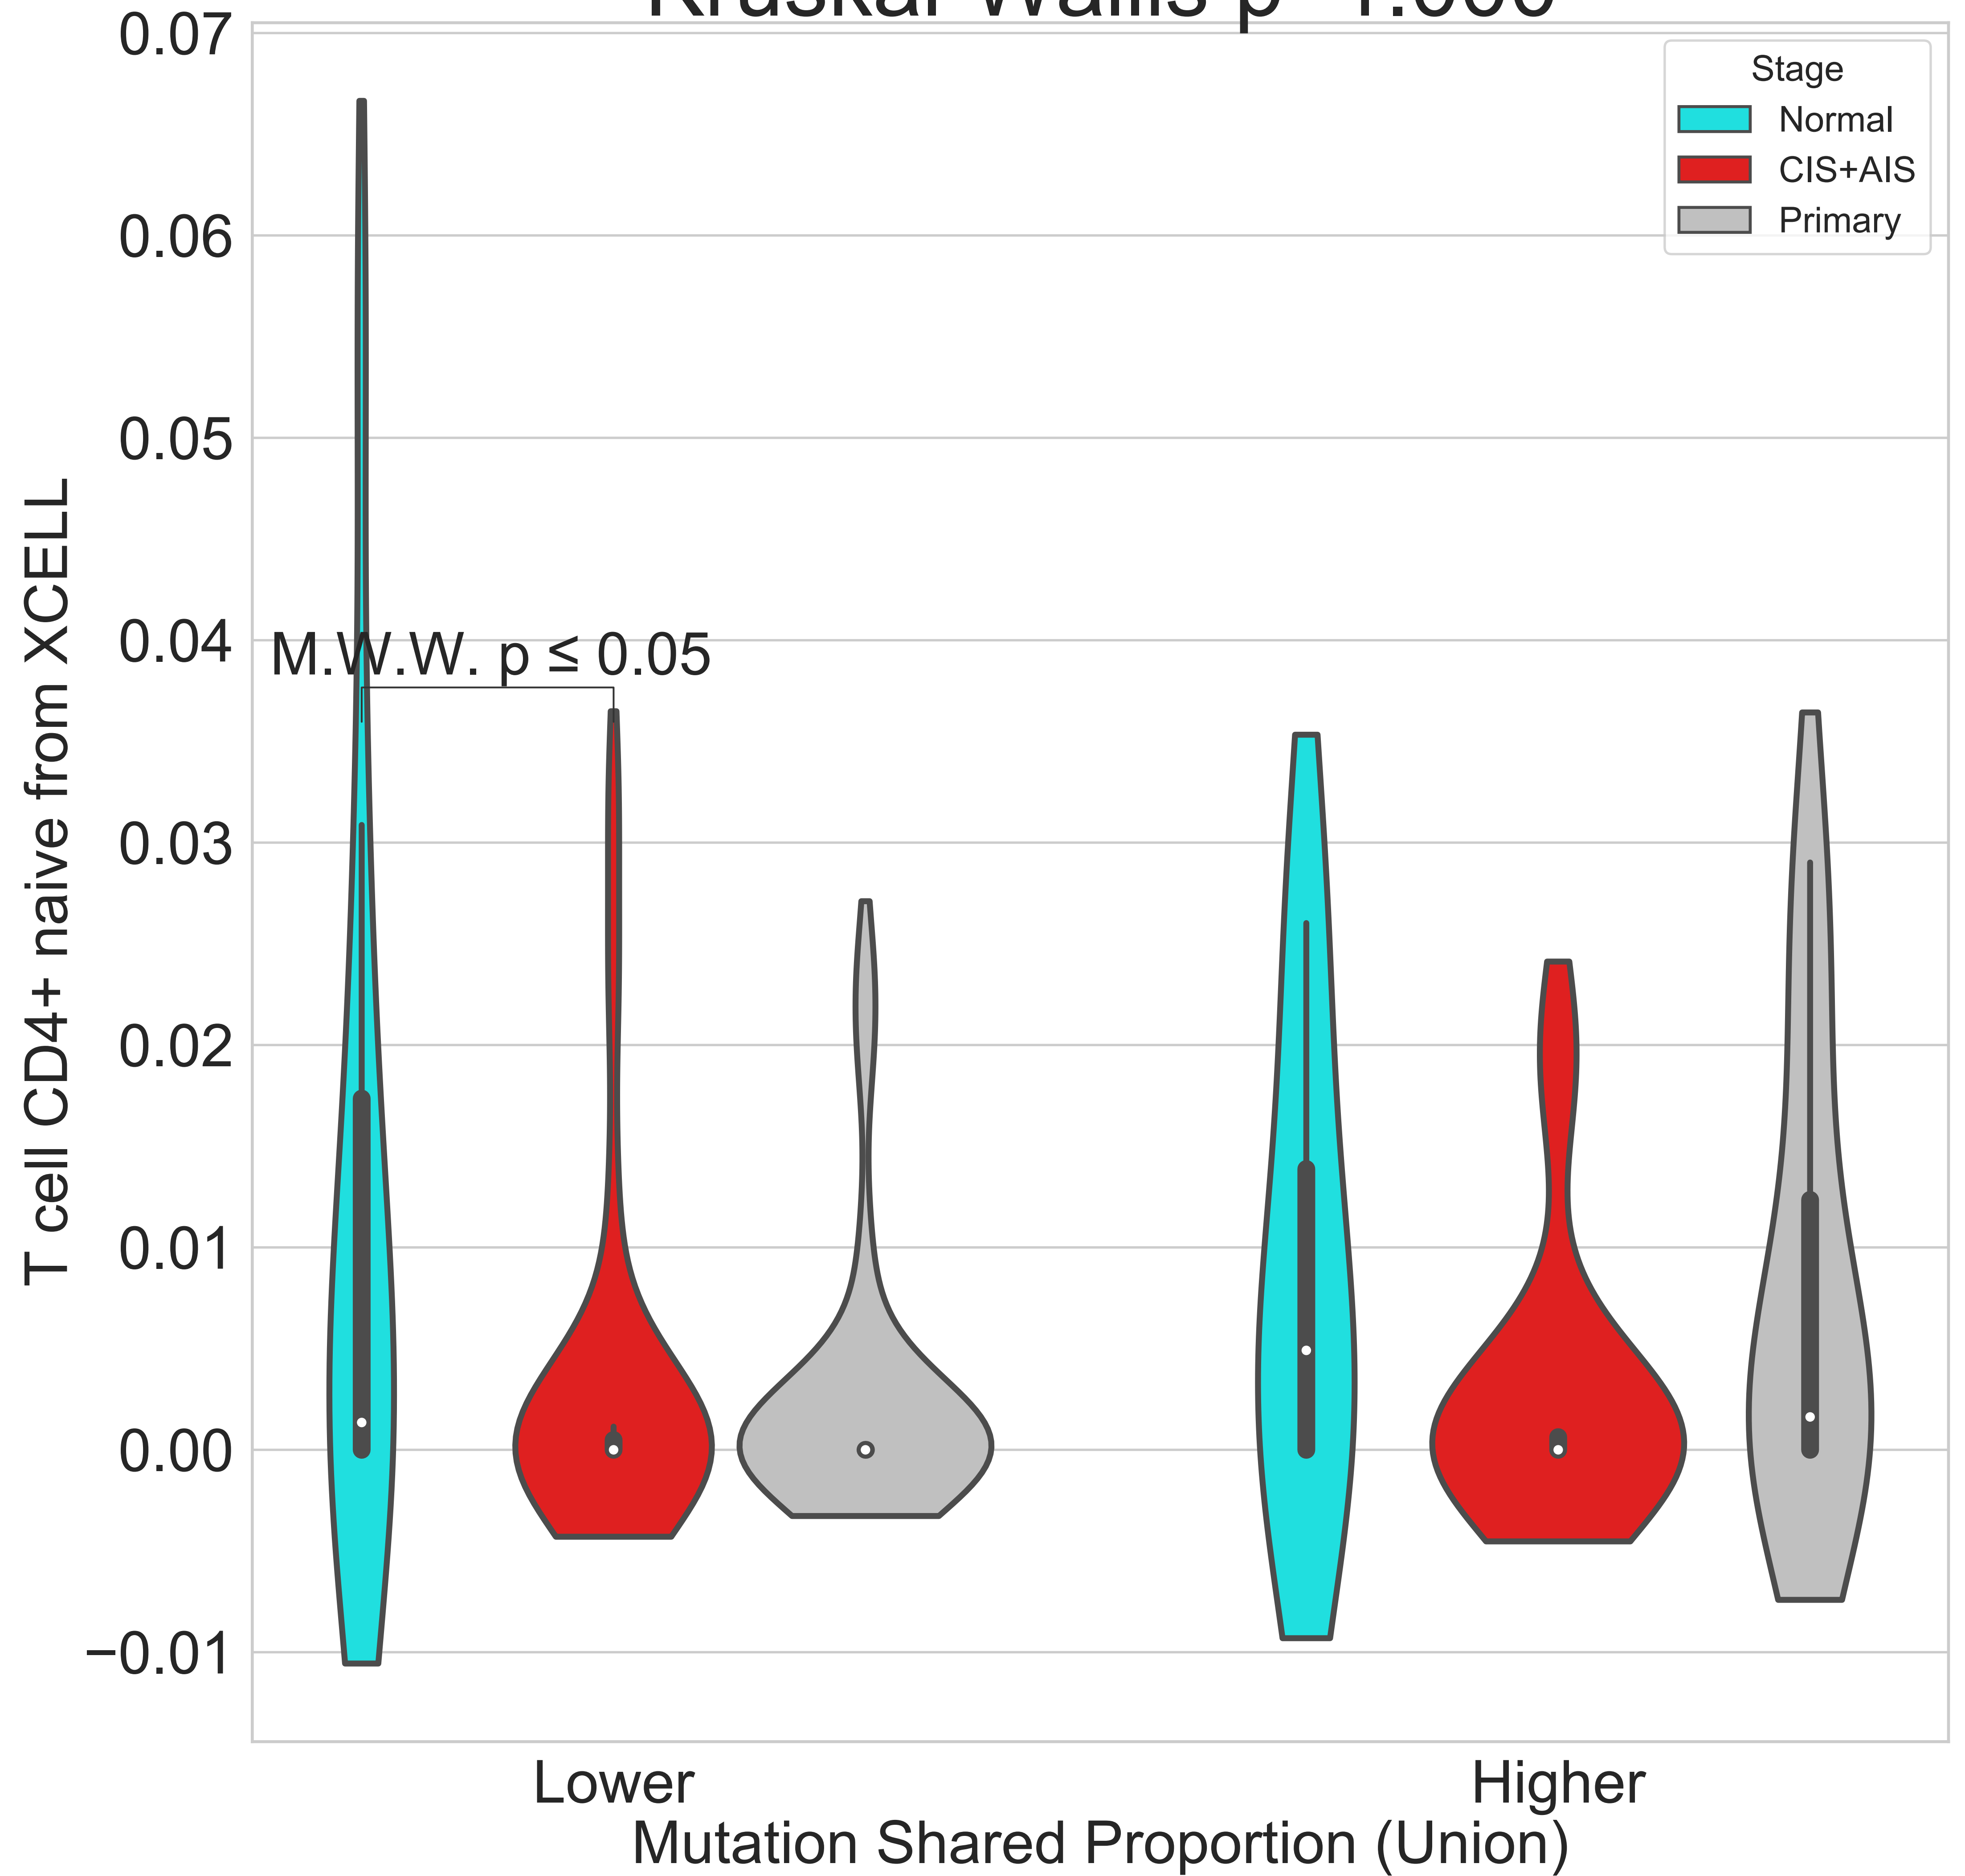 0.07
0.06
0.05
0.04
0.03
0.02
0.01
0.00
−0.01
T cell CD4+ naive from XCELL
Stage
Normal
CIS+AIS
Primary
M.W.W. p ≤ 0.05
Lower
Higher
Mutation Shared Proportion (Union)